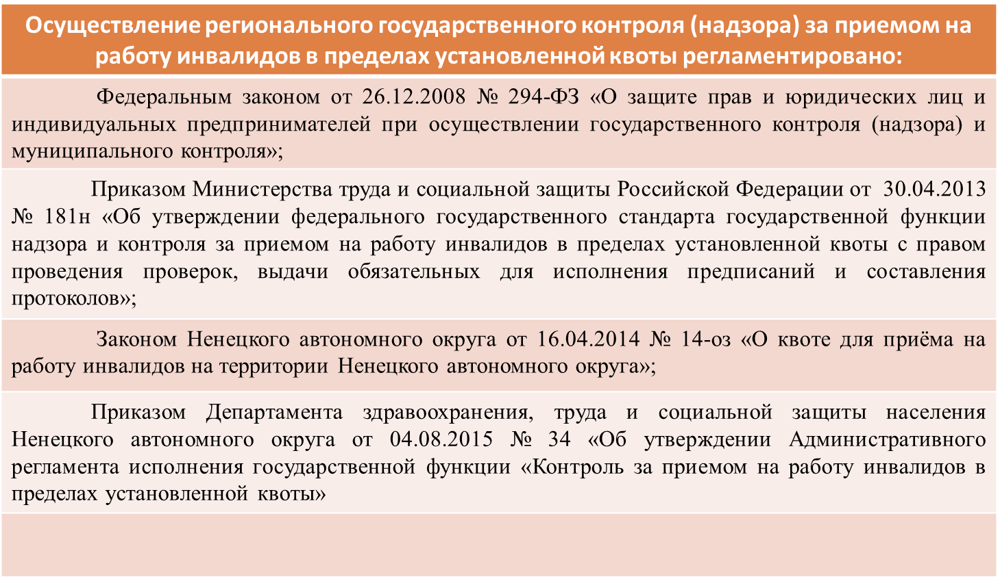 Осуществление регионального государственного контроля (надзора) за приемом на
работу инвалидов в пределах установленной квоты регламентировано:
Федеральным законом от 26.12.2008 № 294-ФЗ «О защите прав и юридических лиц и
индивидуальных предпринимателей при осуществлении государственного контроля (надзора) и
муниципального контроля»;
Приказом Министерства труда и социальной защиты Российской Федерации от 30.04.2013
№ 181н «Об утверждении федерального государственного стандарта государственной функции
надзора и контроля за приемом на работу инвалидов в пределах установленной квоты с правом
проведения проверок, выдачи обязательных для исполнения предписаний и составления
протоколов»;
Законом Ненецкого автономного округа от 16.04.2014 № 14-оз «О квоте для приёма на
работу инвалидов на территории Ненецкого автономного округа»;
Приказом Департамента здравоохранения, труда и социальной защиты населения
Ненецкого автономного округа от 04.08.2015 № 34 «Об утверждении Административного
регламента исполнения государственной функции «Контроль за приемом на работу инвалидов в
пределах установленной квоты»